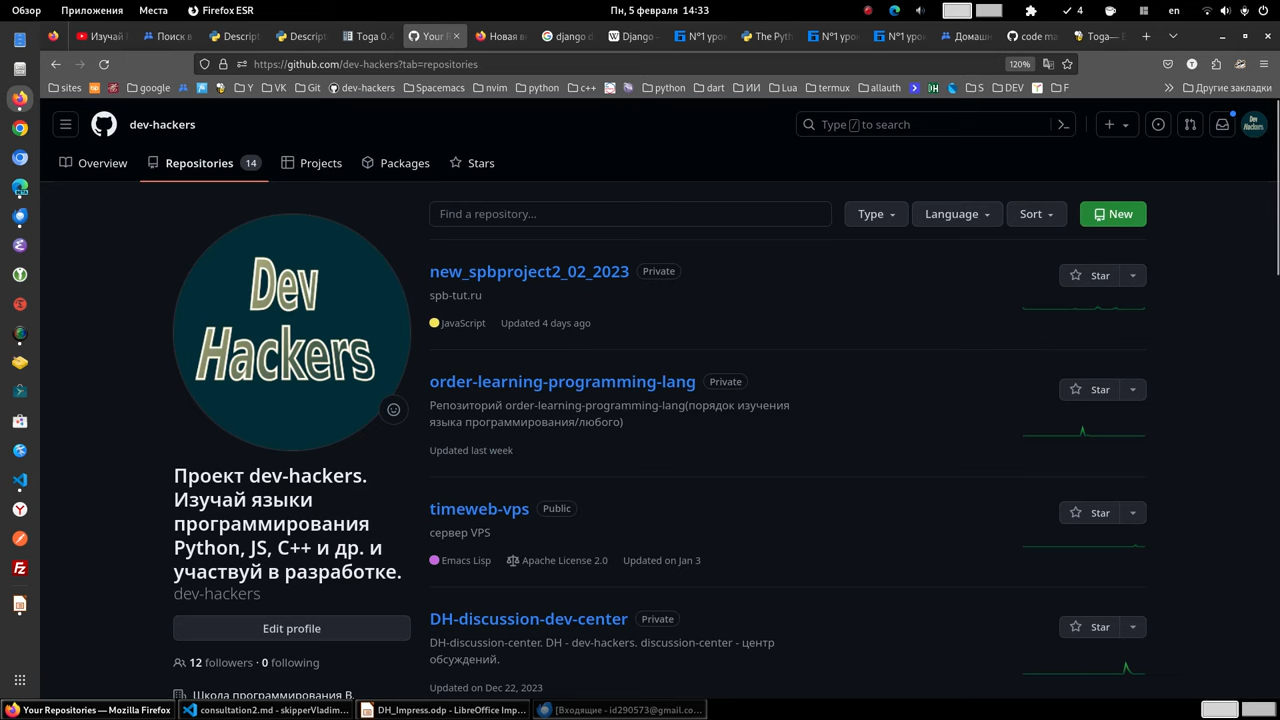 Обзор Приложения Места Firefox ESR Пн, 5 февраля 14:33 4 en
Изучай Поиск в Descript Descript Toga 0.4 Your R Новая в django d Django - №1 уро The Pyth №1 уро №1 уро Домашн code ma Toga— B
https://github.com/dev-hackers?tab=repositories 120%
sites google Y VK Git dev-hackers Spacemacs nvim python c++ python dart ИИ Lua termux allauth S DEV F Другие закладки
dev-hackers Type / to search
Overview Repositories 14 Projects Packages Stars
Find a repository... Type Language Sort New
Dev
Hackers
new_spbproject2_02_2023 Private Star
spb-tut.ru
JavaScript Updated 4 days ago
order-learning-programming-lang Private Star
Репозиторий order-learning-programming-lang(порядок изучения
языка программирования/любого)
Updated last week
timeweb-vps Public Star
сервер VPS
Emacs Lisp Apache License 2.0 Updated on Jan 3
DH-discussion-dev-center Private Star
DH-discussion-center. DH - dev-hackers. discussion-center - центр
обсуждений.
Updated on Dec 22, 2023
Проект dev-hackers.
Изучай языки
программирования
Python, JS, C++ и др. и
участвуй в разработке.
dev-hackers
Edit profile
12 followers · 0 following
Школа программирования В.
Your Repositories — Mozilla Firefox consultation2.md - skipperVladim... DH_Impress.odp - LibreOffice Imp... [Входящие - id290573@gmail.co...